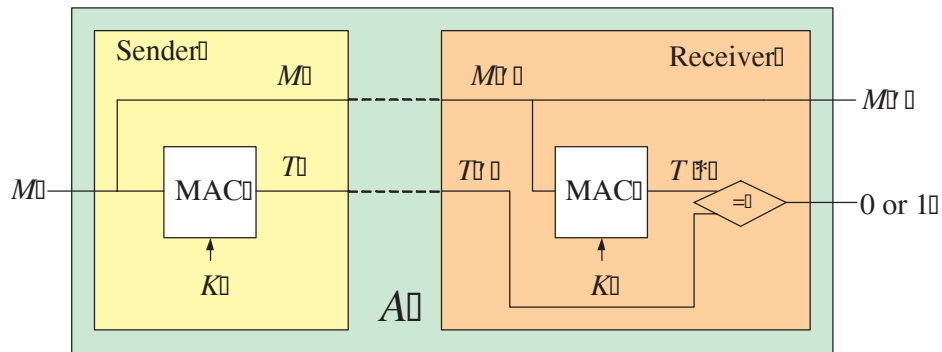 Sender
Receiver
M
M'
M'
T
T'
T*
M
MAC
MAC
=
0 or 1
K
K
A